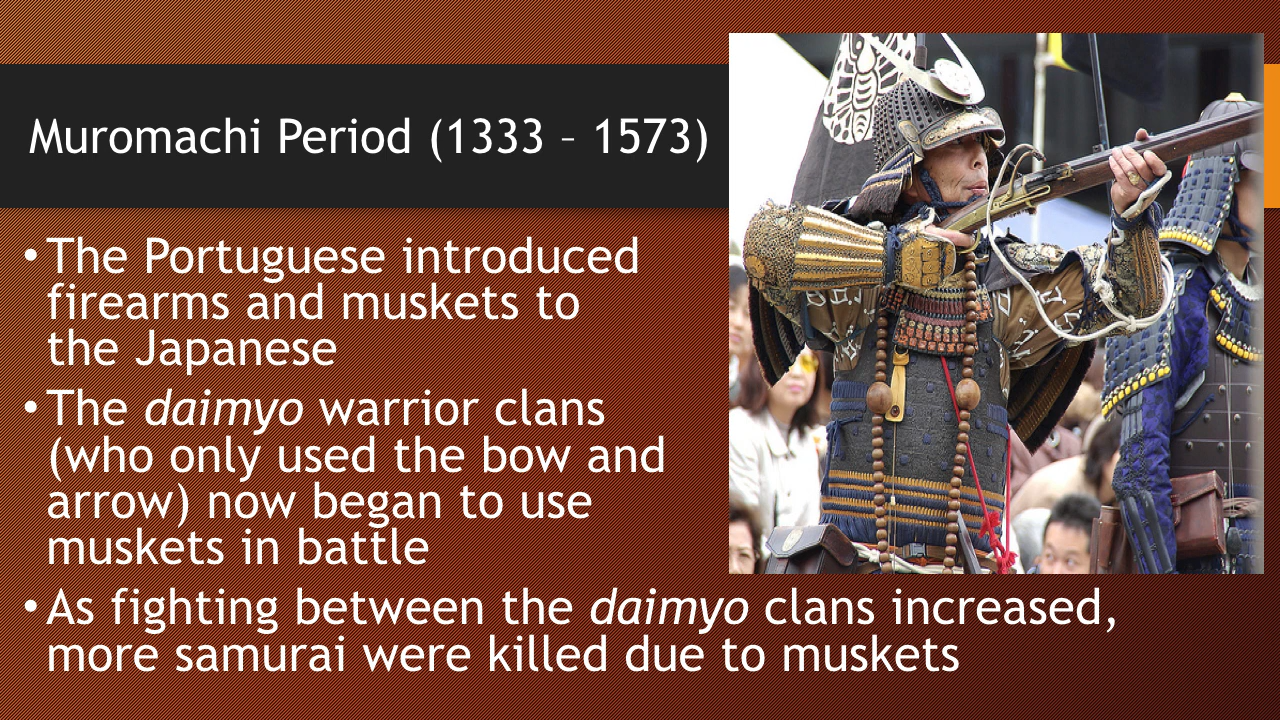 Muromachi Period (1333 – 1573)
• The Portuguese introduced
firearms and muskets to
the Japanese
• The daimyo warrior clans
(who only used the bow and
arrow) now began to use
muskets in battle
• As fighting between the daimyo clans increased,
more samurai were killed due to muskets